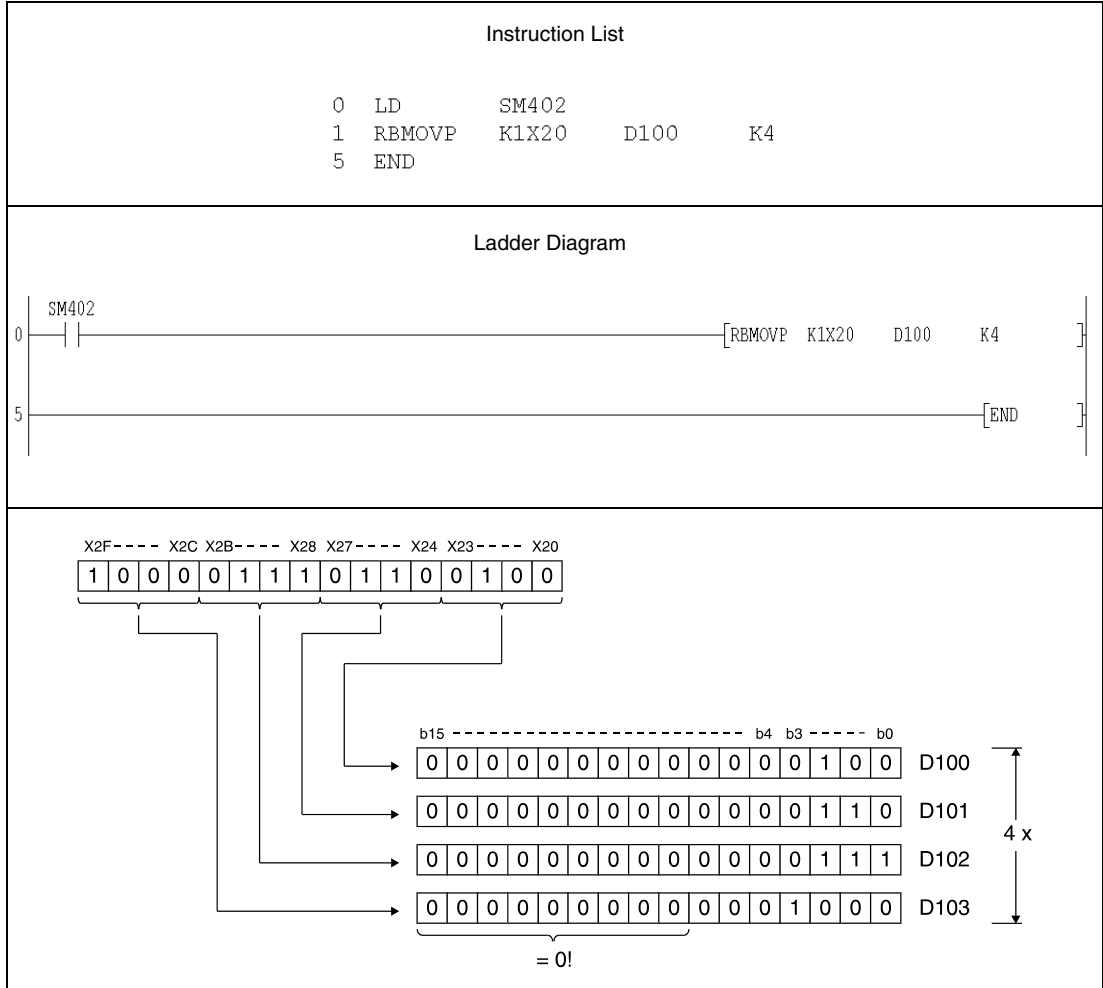 Instruction List
0 LD SM402
1 RBMOVP K1X20 D100 K4
5 END
Ladder Diagram
SM402
0 [RBMOVP K1X20 D100 K4 ]
5 [END ]
X2F---- X2C X2B---- X28 X27---- X24 X23---- X20
1 0 0 0 0 1 1 1 0 1 1 0 0 1 0 0
b15 -------------------- b4 b3 ----- b0
0 0 0 0 0 0 0 0 0 0 0 0 0 1 0 0 D100
0 0 0 0 0 0 0 0 0 0 0 0 0 1 1 0 D101
4 x
0 0 0 0 0 0 0 0 0 0 0 0 0 1 1 1 D102
0 0 0 0 0 0 0 0 0 0 0 0 1 0 0 0 D103
= 0!